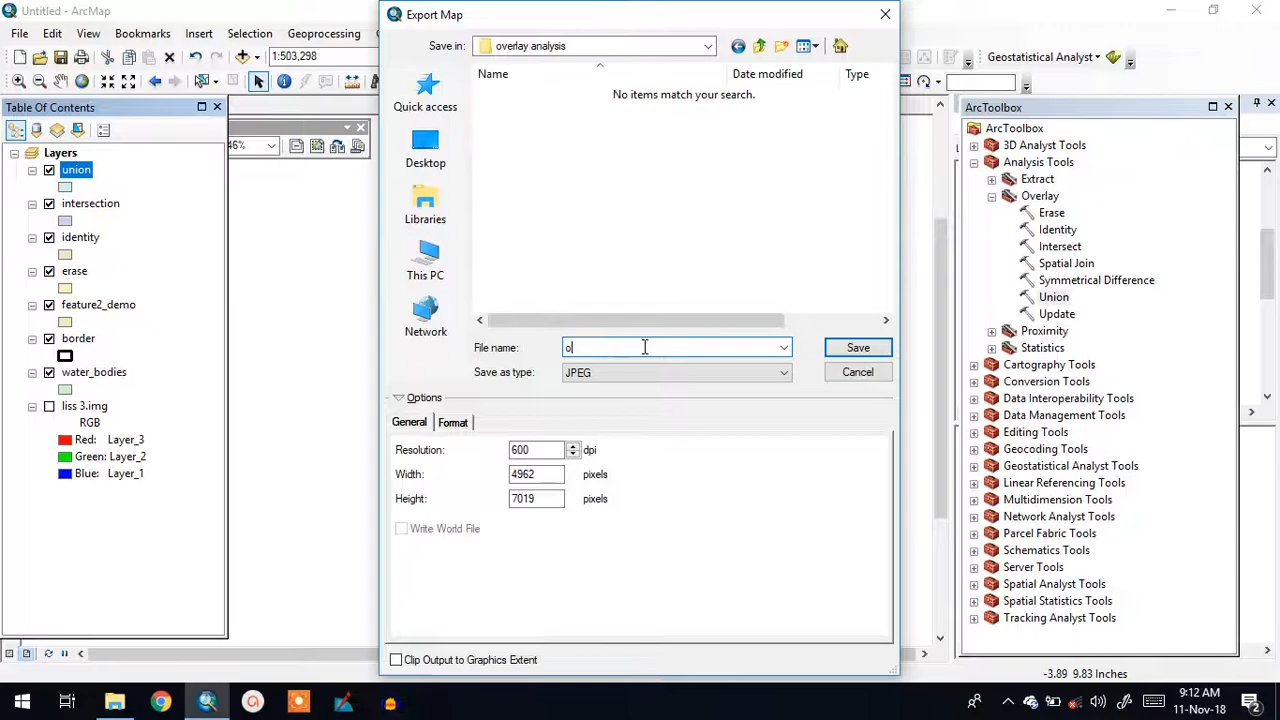 Untitled - ArcMap
File Edit View Bookmarks Insert Selection Geoprocessing
1:503,298
Geostatistical Analyst
Table Of Contents
46%
Layers
union
intersection
identity
erase
feature2_demo
border
water_bodies
liss 3.img
RGB
Red: Layer_3
Green: Layer_2
Blue: Layer_1
Export Map
Save in: overlay analysis
Quick access
Desktop
Libraries
This PC
Network
Name Date modified Type
No items match your search.
File name: o Save
Save as type: JPEG Cancel
Options
General Format
Resolution: 600 dpi
Width: 4962 pixels
Height: 7019 pixels
Write World File
Clip Output to Graphics Extent
ArcToolbox
ArcToolbox
3D Analyst Tools
Analysis Tools
Extract
Overlay
Erase
Identity
Intersect
Spatial Join
Symmetrical Difference
Union
Update
Proximity
Statistics
Cartography Tools
Conversion Tools
Data Interoperability Tools
Data Management Tools
Editing Tools
Geocoding Tools
Geostatistical Analyst Tools
Linear Referencing Tools
Multidimension Tools
Network Analyst Tools
Parcel Fabric Tools
Schematics Tools
Server Tools
Spatial Analyst Tools
Spatial Statistics Tools
Tracking Analyst Tools
-3.89 9.83 Inches
9:12 AM
11-Nov-18
2